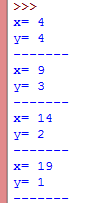 >>>
x= 4
y= 4
-------
x= 9
y= 3
-------
x= 14
y= 2
-------
x= 19
y= 1
-------